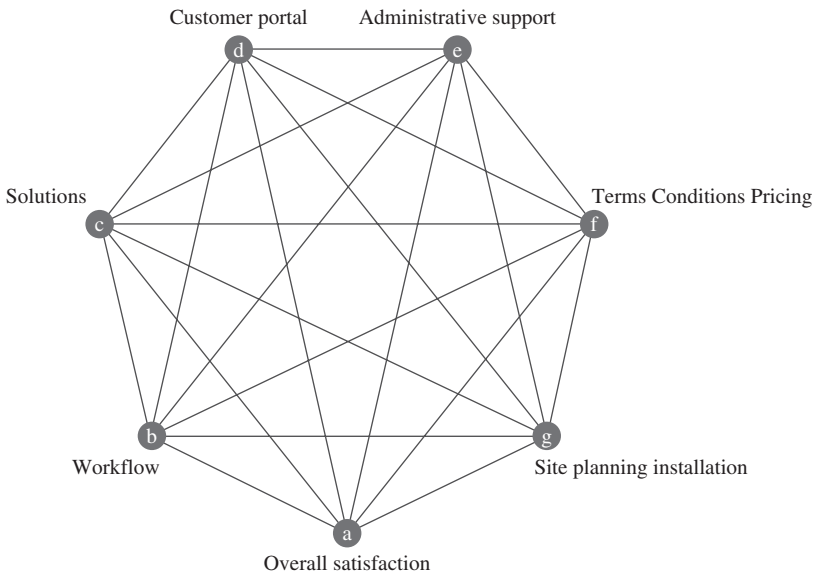 Customer portal
Administrative support
d
e
Solutions
Terms Conditions Pricing
c
f
b
g
Workflow
Site planning installation
a
Overall satisfaction